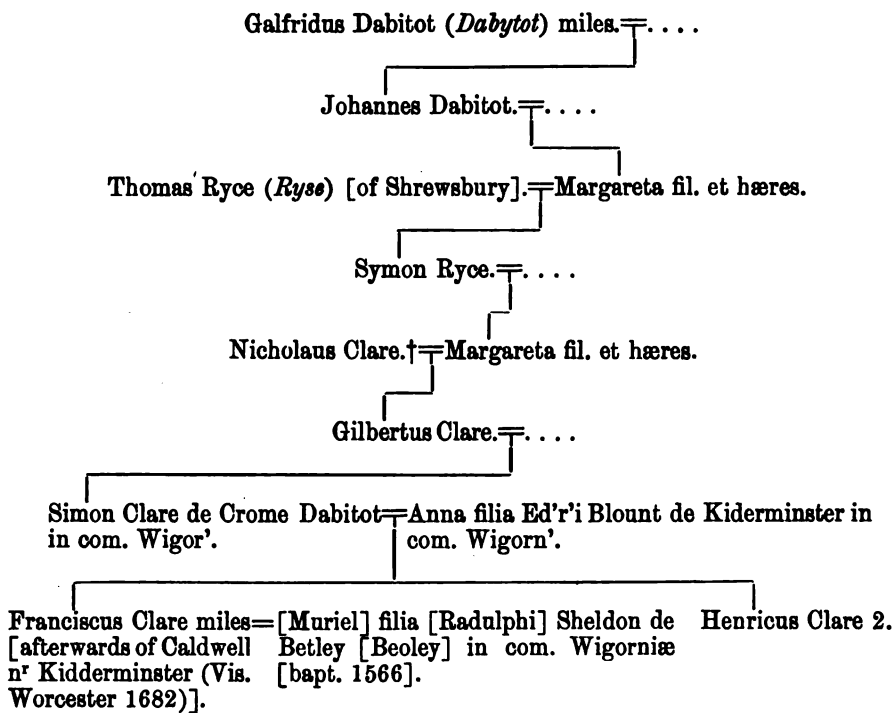 Galfridus Dabitot (Dabytot) miles.=. . . .
Johannes Dabitot.=. . . .
Thomas Ryce (Ryse) [of Shrewsbury].=Margareta fil. et hæres.
Symon Ryce.=. . . .
Nicholaus Clare.†=Margareta fil. et hæres.
Gilbertus Clare.=. . . .
Simon Clare de Crome Dabitot=Anna filia Ed'r'i Blount de Kiderminster in
in com. Wigor'. com. Wigorn'.
Franciscus Clare miles=[Muriel] filia [Radulphi] Sheldon de Henricus Clare 2.
[afterwards of Caldwell Betley [Beoley] in com. Wigorniæ
nʳ Kidderminster (Vis. [bapt. 1566].
Worcester 1682)].